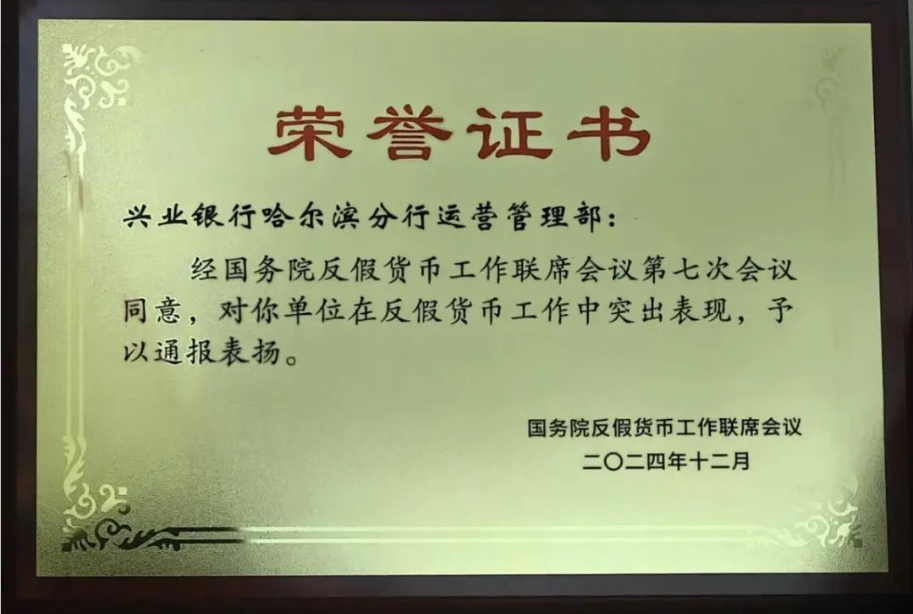 荣誉证书
兴业银行哈尔滨分行运营管理部：
经国务院反假货币工作联席会议第七次会议
同意，对你单位在反假货币工作中突出表现，予
以通报表扬。
国务院反假货币工作联席会议
二〇二四年十二月